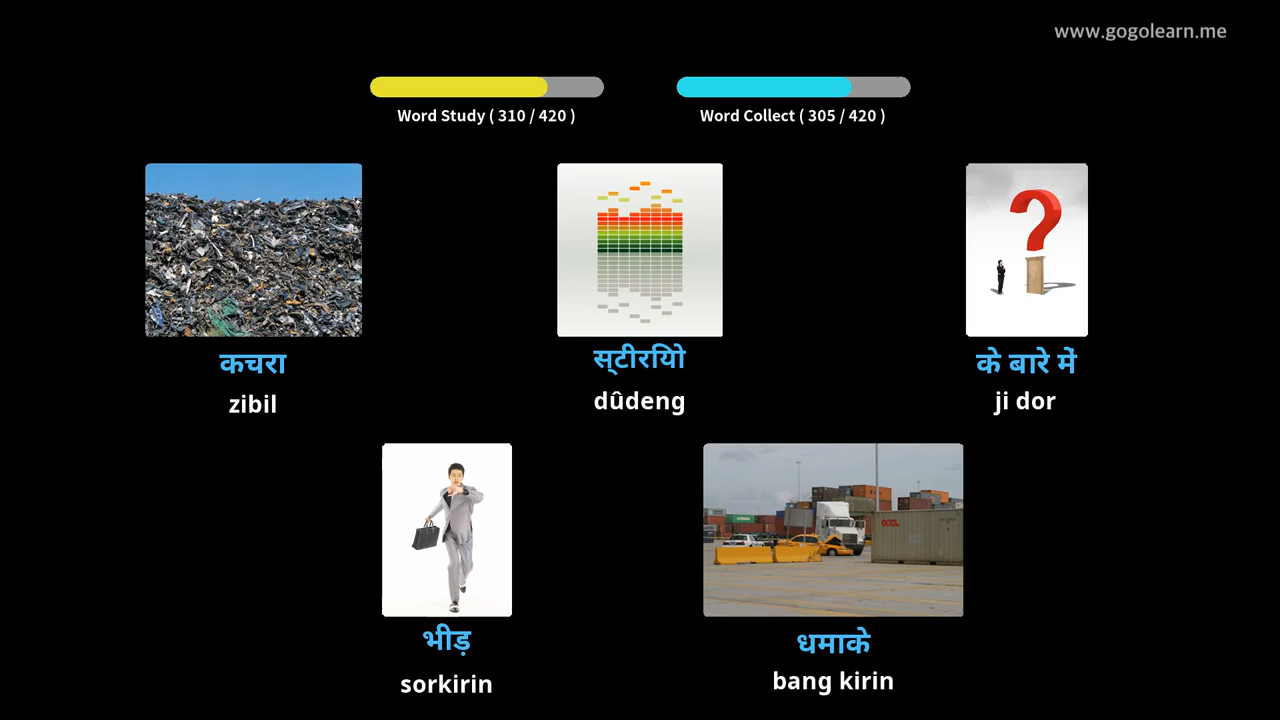 www.gogolearn.me
Word Study ( 310 / 420 )
Word Collect ( 305 / 420 )
कचरा
zibil
स्टीरियो
dûdeng
के बारे में
ji dor
भीड़
sorkirin
धमाके
bang kirin